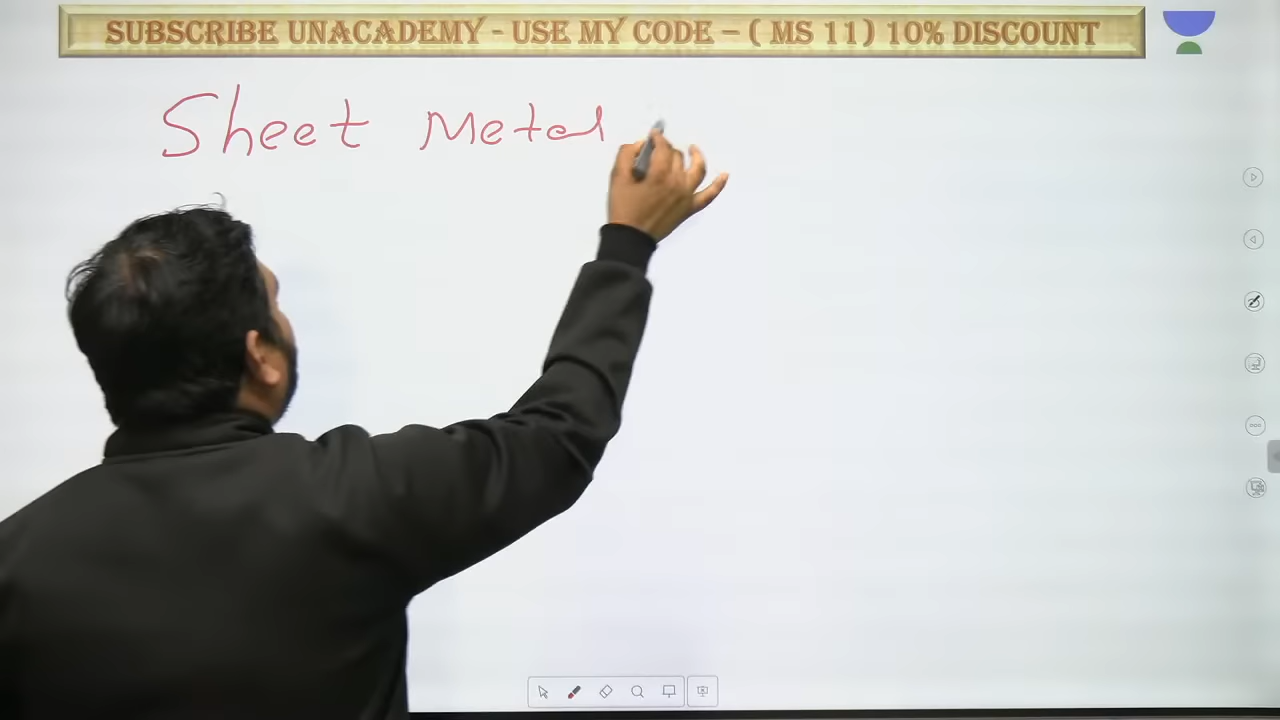 SUBSCRIBE UNACADEMY - USE MY CODE – ( MS 11) 10% DISCOUNT
Sheet Metal